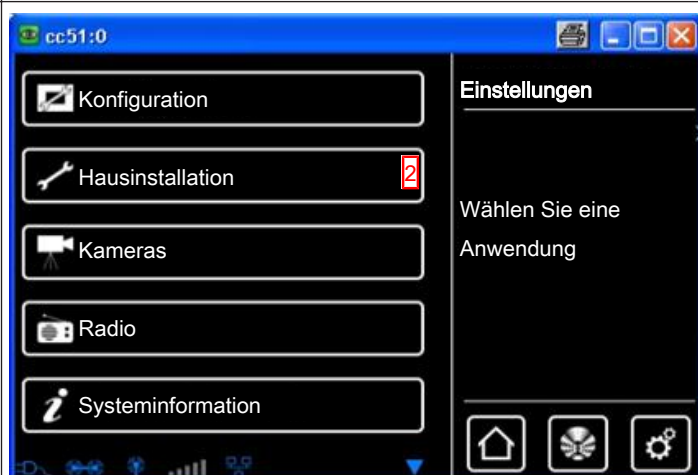 cc51:0
Konfiguration
Hausinstallation
2
Kameras
Radio
Systeminformation
Einstellungen
Wählen Sie eine
Anwendung